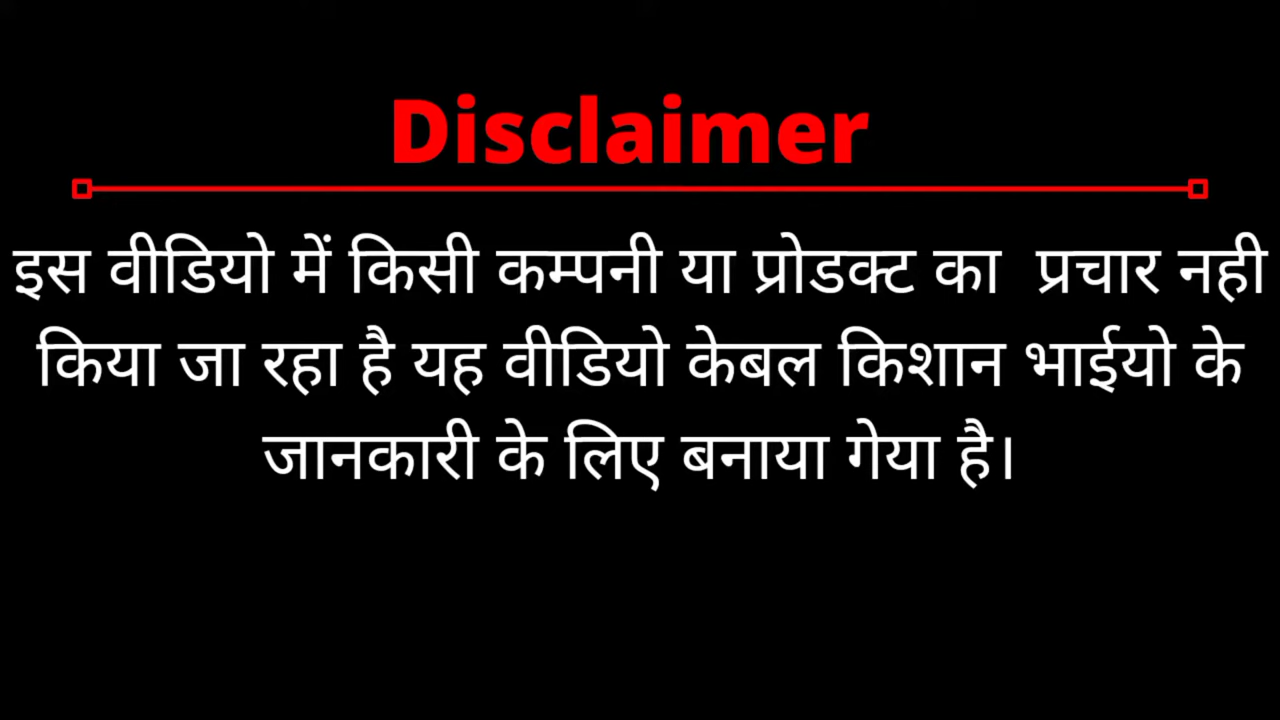 Disclaimer
इस वीडियो में किसी कम्पनी या प्रोडक्ट का प्रचार नही
किया जा रहा है यह वीडियो केबल किशान भाईयो के
जानकारी के लिए बनाया गेया है।